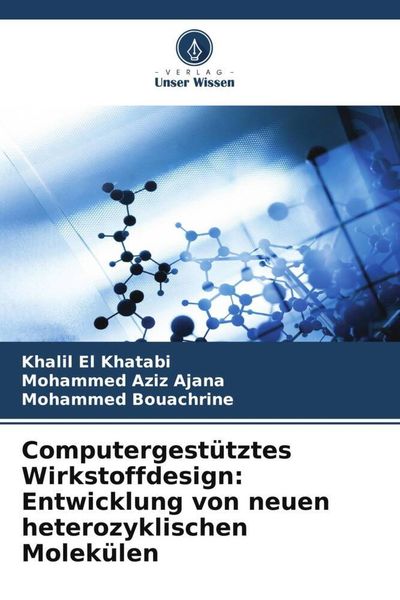 - VERLAG -
Unser Wissen
Khalil El Khatabi
Mohammed Aziz Ajana
Mohammed Bouachrine
Computergestütztes
Wirkstoffdesign:
Entwicklung von neuen
heterozyklischen
Molekülen